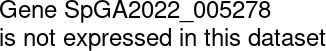 Gene SpGA2022_005278
is not expressed in this dataset